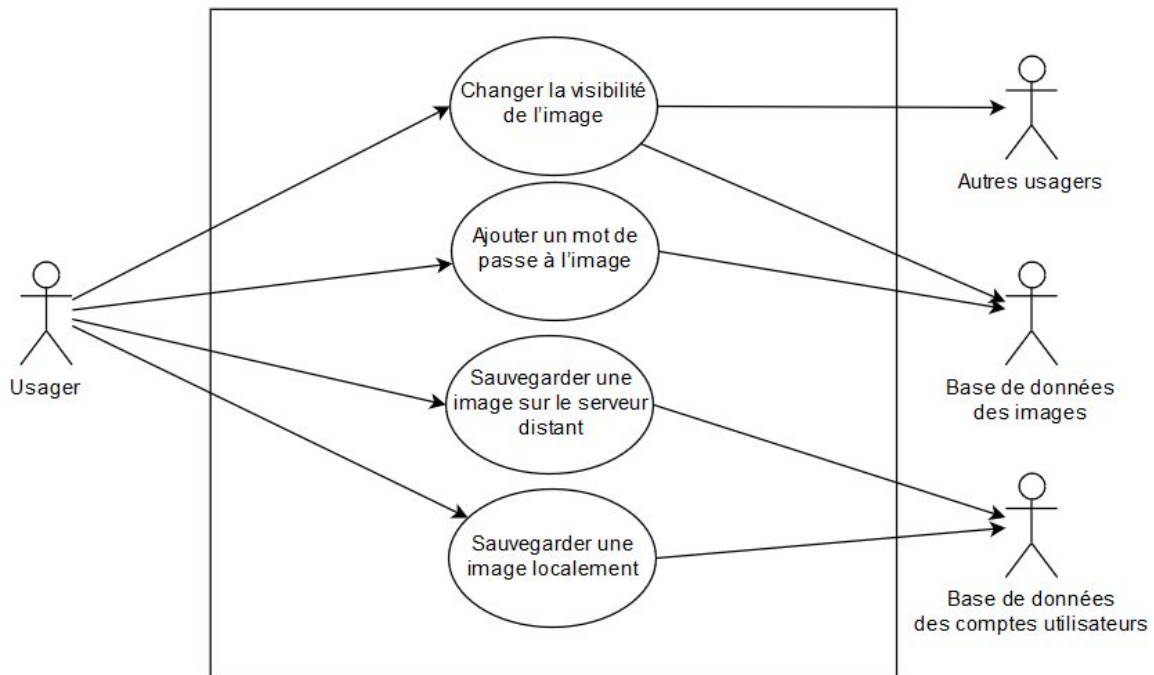 Changer la visibilité
de l'image
Autres usagers
Ajouter un mot de
passe à l'image
Usager
Base de données
des images
Sauvegarder une
image sur le serveur
distant
Sauvegarder une
image localement
Base de données
des comptes utilisateurs